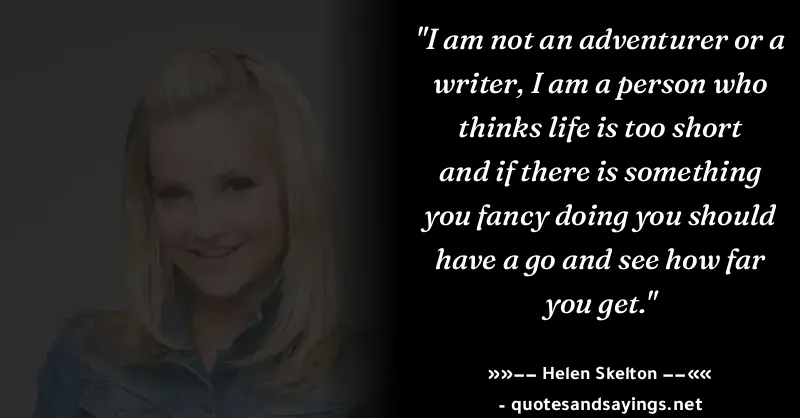 "I am not an adventurer or a
writer, I am a person who
thinks life is too short
and if there is something
you fancy doing you should
have a go and see how far
you get."
»»–– Helen Skelton ––««
- quotesandsayings.net